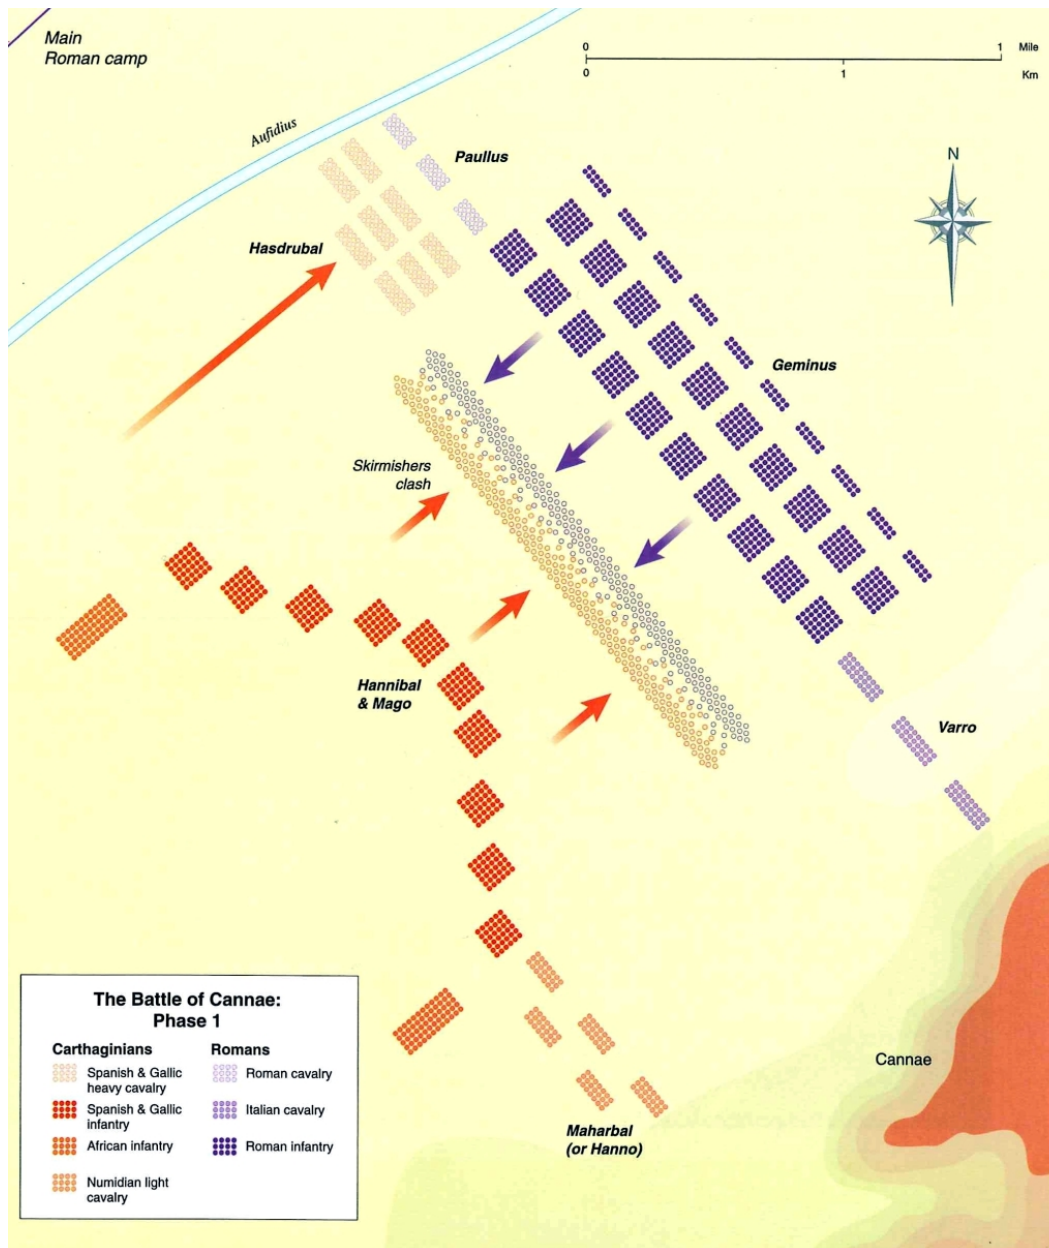 Main
Roman camp
0
1
Mile
0
1
Km
Aufidius
Paullus
N
Hasdrubal
Geminus
Skirmishers
clash
Hannibal
& Mago
Varro
The Battle of Cannae:
Phase 1
Carthaginians
Romans
Spanish & Gallic
heavy cavalry
Roman cavalry
Spanish & Gallic
infantry
Italian cavalry
African infantry
Roman infantry
Numidian light
cavalry
Cannae
Maharbal
(or Hanno)